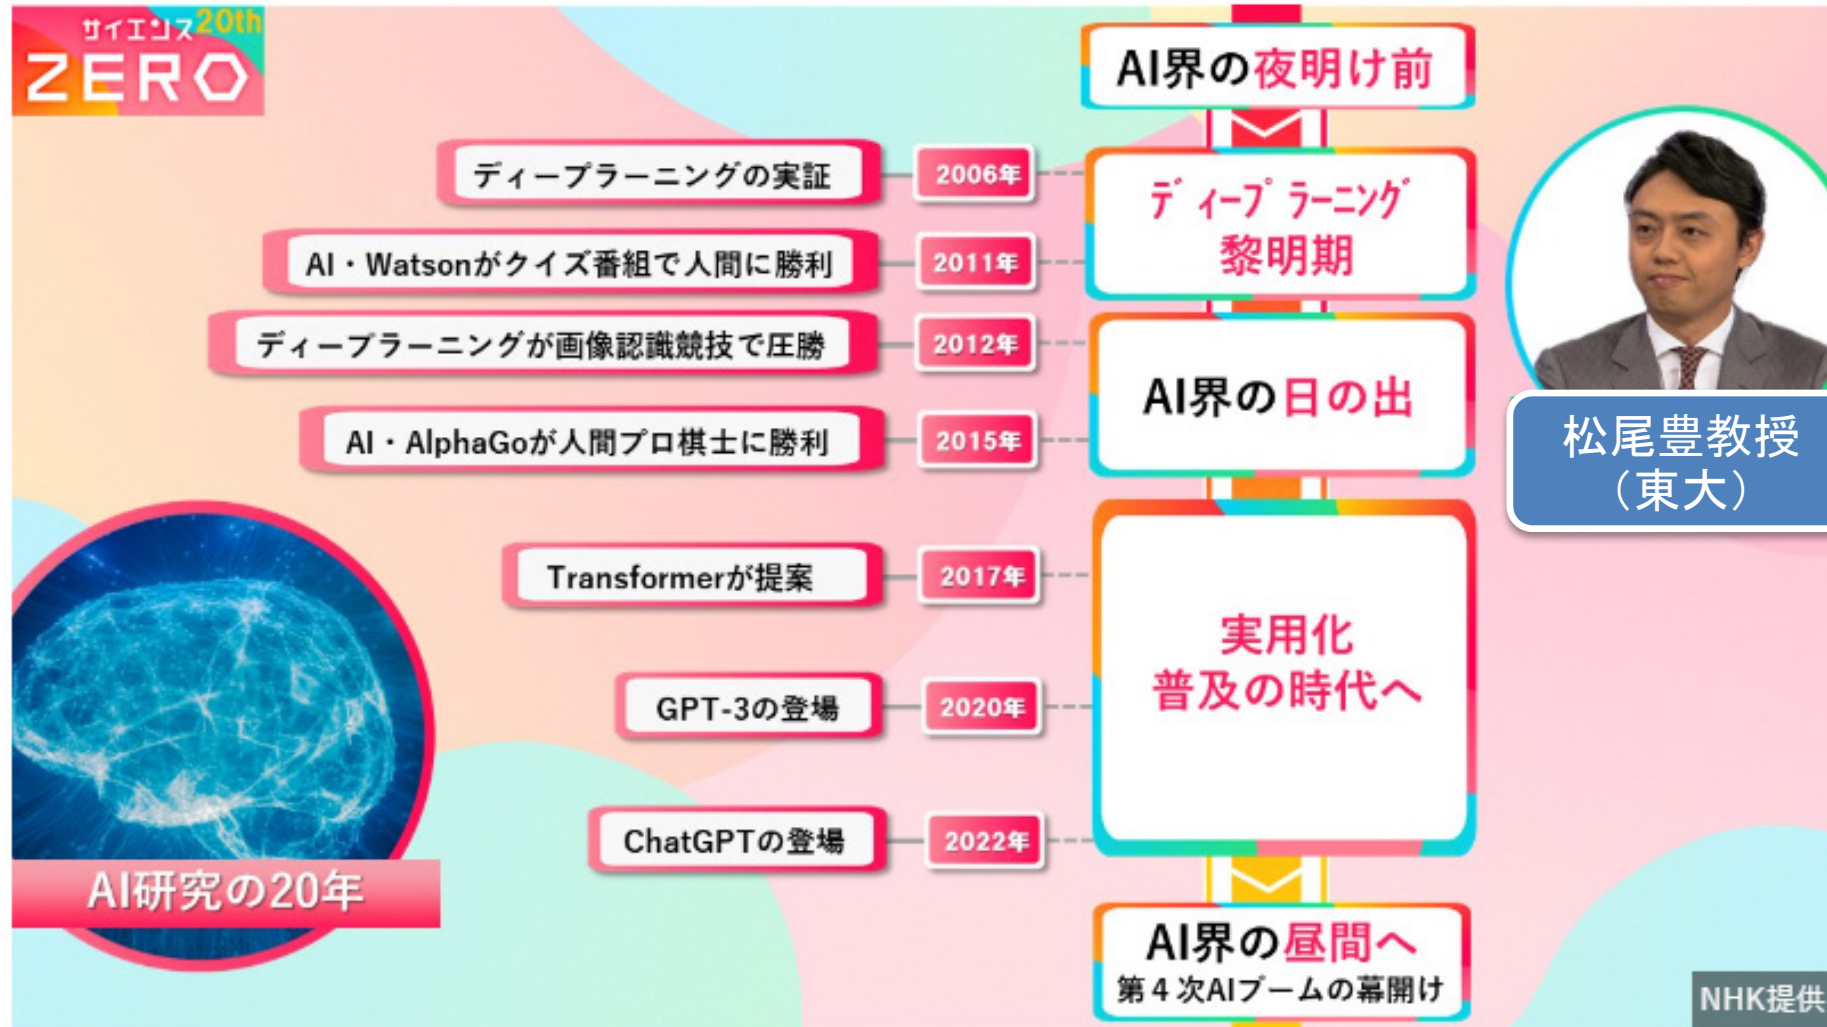 サイエンス20th
ZERO
AI界の夜明け前
ディープラーニングの実証
2006年
ディープラーニング
黎明期
AI・Watsonがクイズ番組で人間に勝利
2011年
ディープラーニングが画像認識競技で圧勝
2012年
AI界の日の出
AI・AlphaGoが人間プロ棋士に勝利
2015年
松尾豊教授
（東大）
Transformerが提案
2017年
実用化
普及の時代へ
GPT-3の登場
2020年
ChatGPTの登場
2022年
AI研究の20年
AI界の昼間へ
第４次AIブームの幕開け
NHK提供